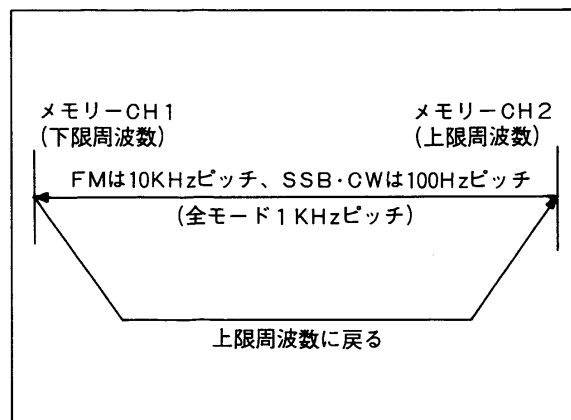 メモリーCH1
(下限周波数)
メモリーCH2
(上限周波数)
FMは10KHzピッチ、SSB・CWは100Hzピッチ
(全モード1KHzピッチ)
上限周波数に戻る